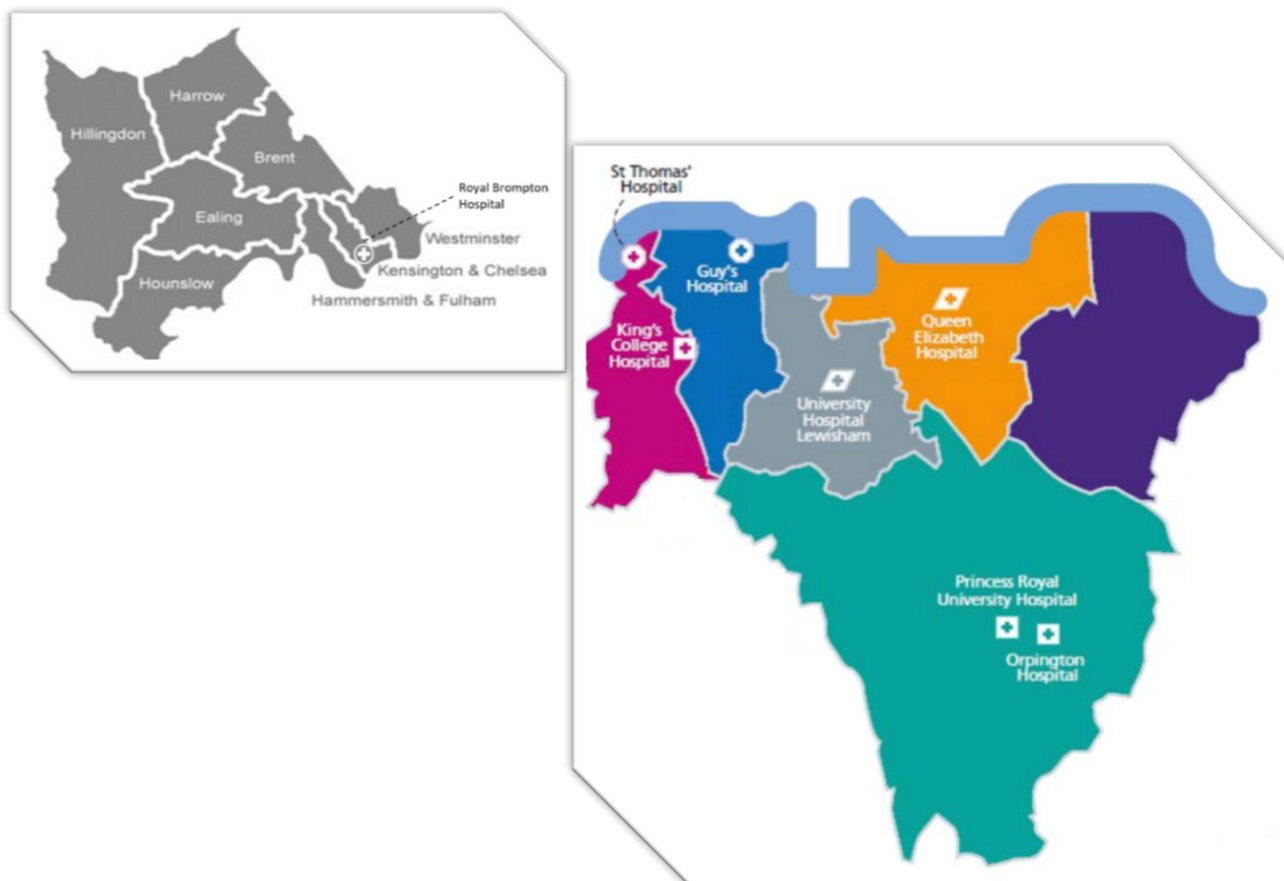 Harrow
Hillingdon
Brent
Royal Brompton
Hospital
Ealing
Westminster
Kensington & Chelsea
Hounslow
Hammersmith & Fulham
St Thomas'
Hospital
Guy's
Hospital
King's
College
Hospital
Queen
Elizabeth
Hospital
University
Hospital
Lewisham
Princess Royal
University Hospital
Orpington
Hospital